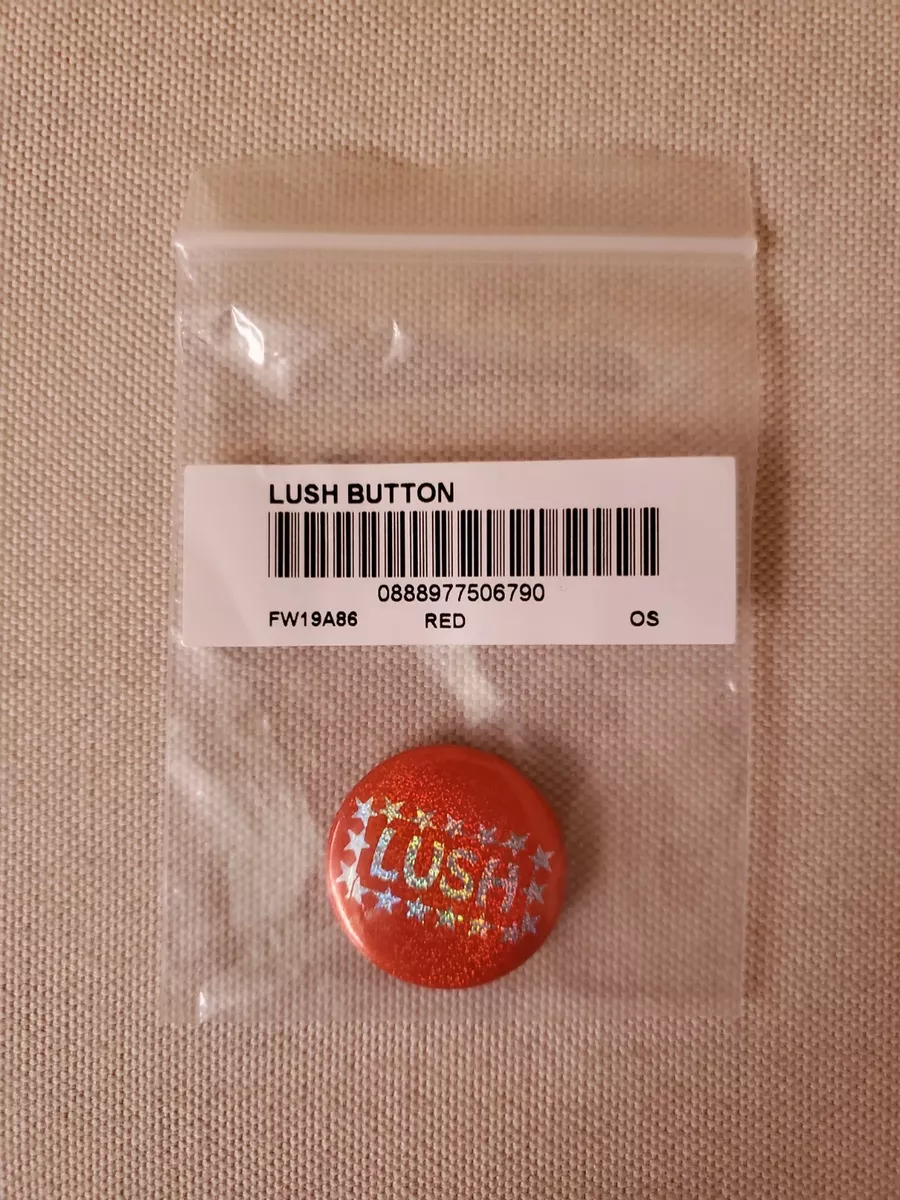 LUSH BUTTON
0888977506790
FW19A86 RED OS
LUSH